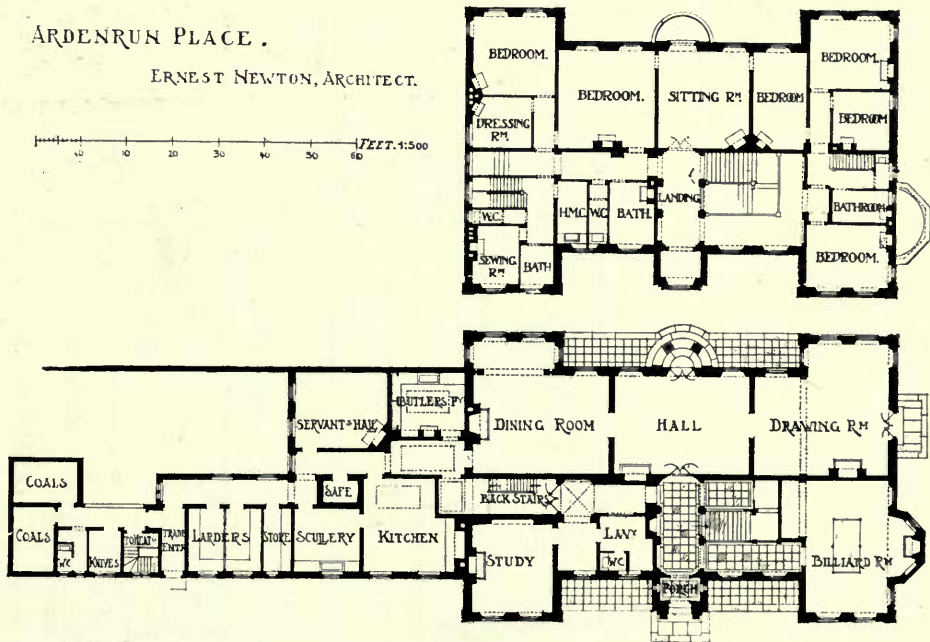 ARDENRUN PLACE.
ERNEST NEWTON, ARCHITECT.
10 20 30 40 50 60 FEET. 1:500
BEDROOM.
BEDROOM.
SITTING RM
BEDROOM
BEDROOM.
DRESSING RM.
BEDROOM
W.C.
H.M.C.
W.C.
BATH.
LANDING
BATHROOM
SEWING RM
BATH
BEDROOM.
BUTLERS PY
SERVANTS HALL
DINING ROOM
HALL
DRAWING RM
COALS
SAFE
BACK STAIRS
COALS
W.C.
KNIVES
TO HEATG
TRADE ENTR.
LARDERS
STORE
SCULLERY
KITCHEN
STUDY
LAVY
W.C.
PORCH
BILLIARD RM